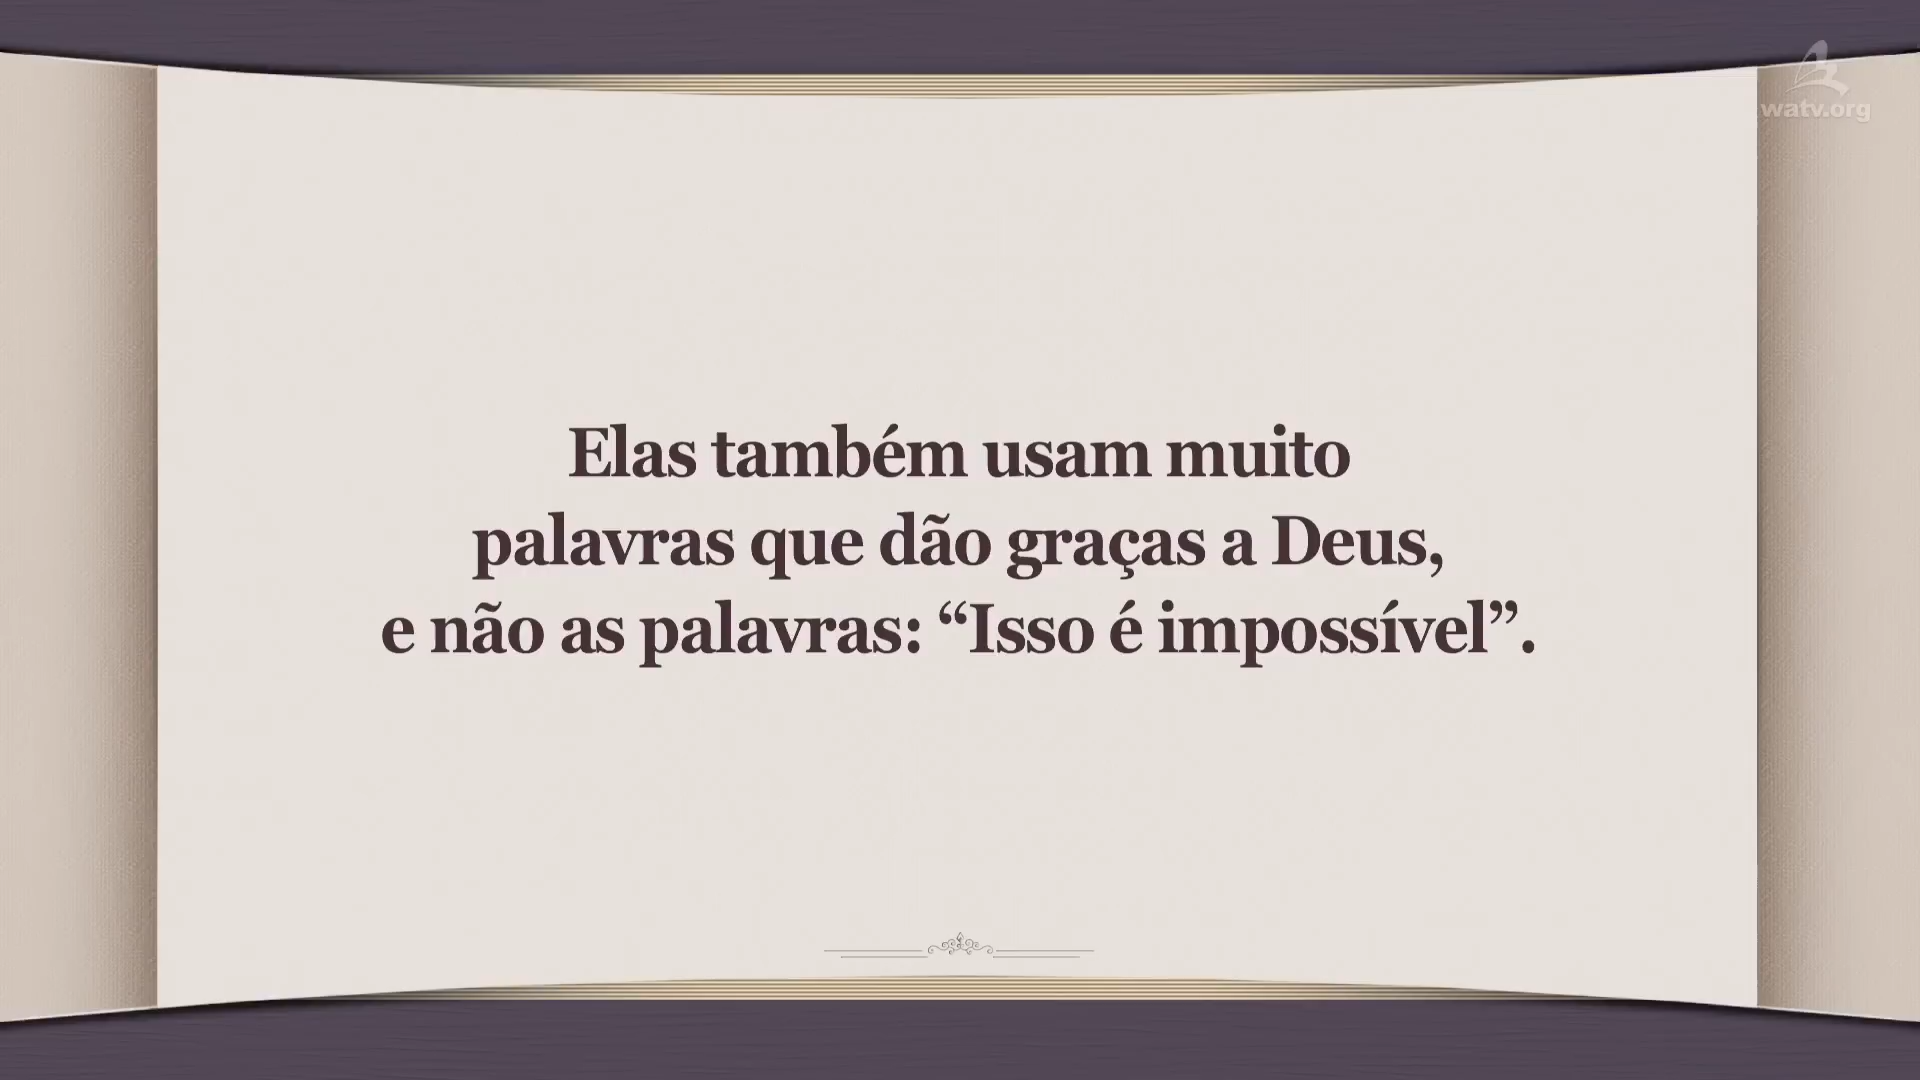 watv.org
Elas também usam muito
palavras que dão graças a Deus,
e não as palavras: “Isso é impossível”.